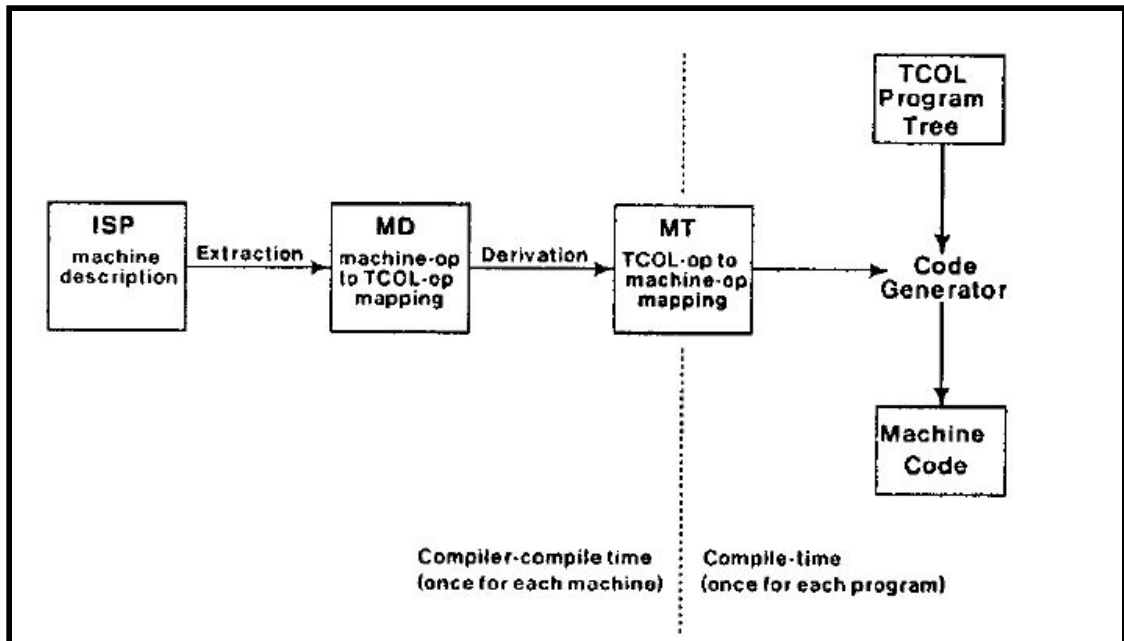 TCOL
Program
Tree
ISP
machine
description
Extraction
MD
machine-op
to TCOL-op
mapping
Derivation
MT
TCOL-op to
machine-op
mapping
Code
Generator
Machine
Code
Compiler-compile time
(once for each machine)
Compile-time
(once for each program)